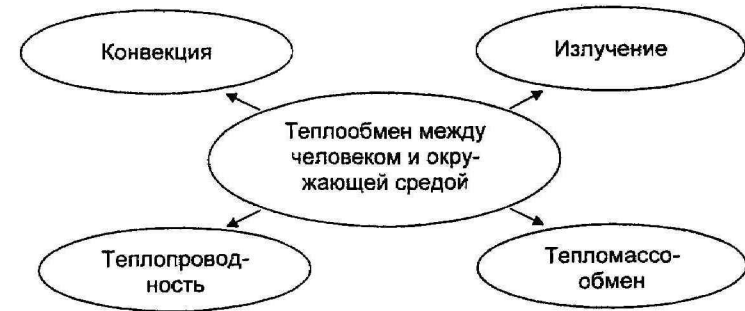 Конвекция
Излучение
Теплообмен между
человеком и окру-
жающей средой
Теплопровод-
ность
Тепломассо-
обмен